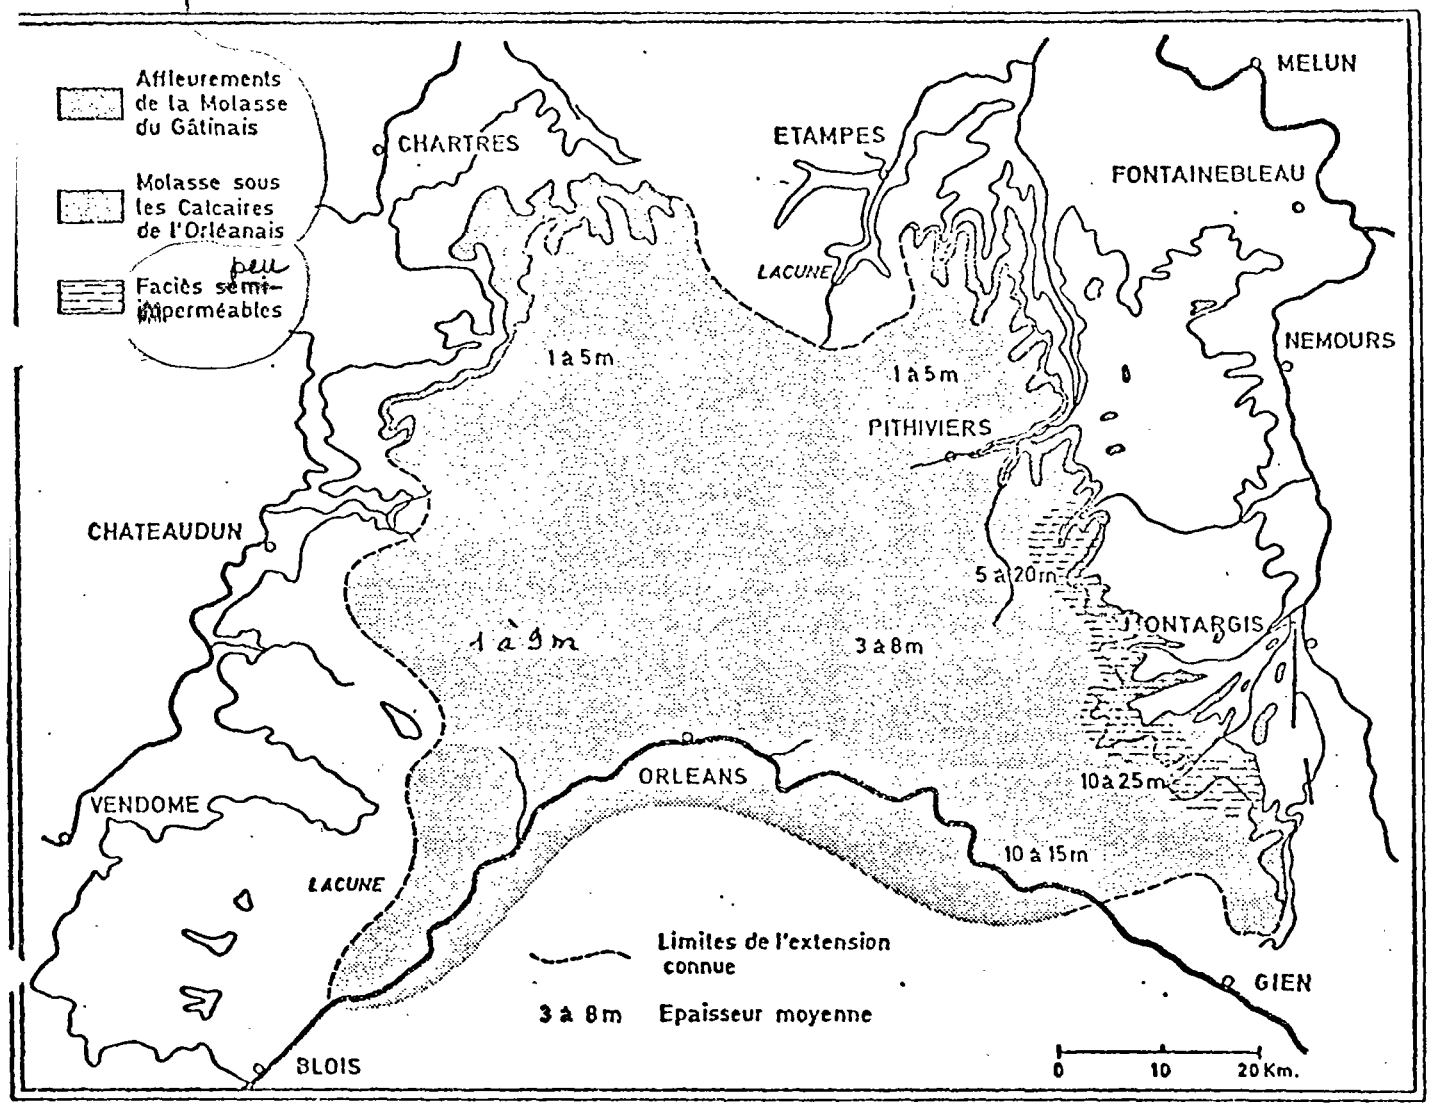 Affleurements
de la Molasse
du Gâtinais
Molasse sous
les Calcaires
de l'Orléanais
peu
Faciès semi-
imperméables
CHARTRES
ETAMPES
MELUN
FONTAINEBLEAU
LACUNE
NEMOURS
1 à 5m
1 à 5m
PITHIVIERS
CHATEAUDUN
5 à 20m
MONTARGIS
1 à 9m
3 à 8m
ORLEANS
10 à 25m
VENDOME
10 à 15m
LACUNE
Limites de l'extension
connue
GIEN
3 à 8m Epaisseur moyenne
BLOIS
0 10 20 Km.